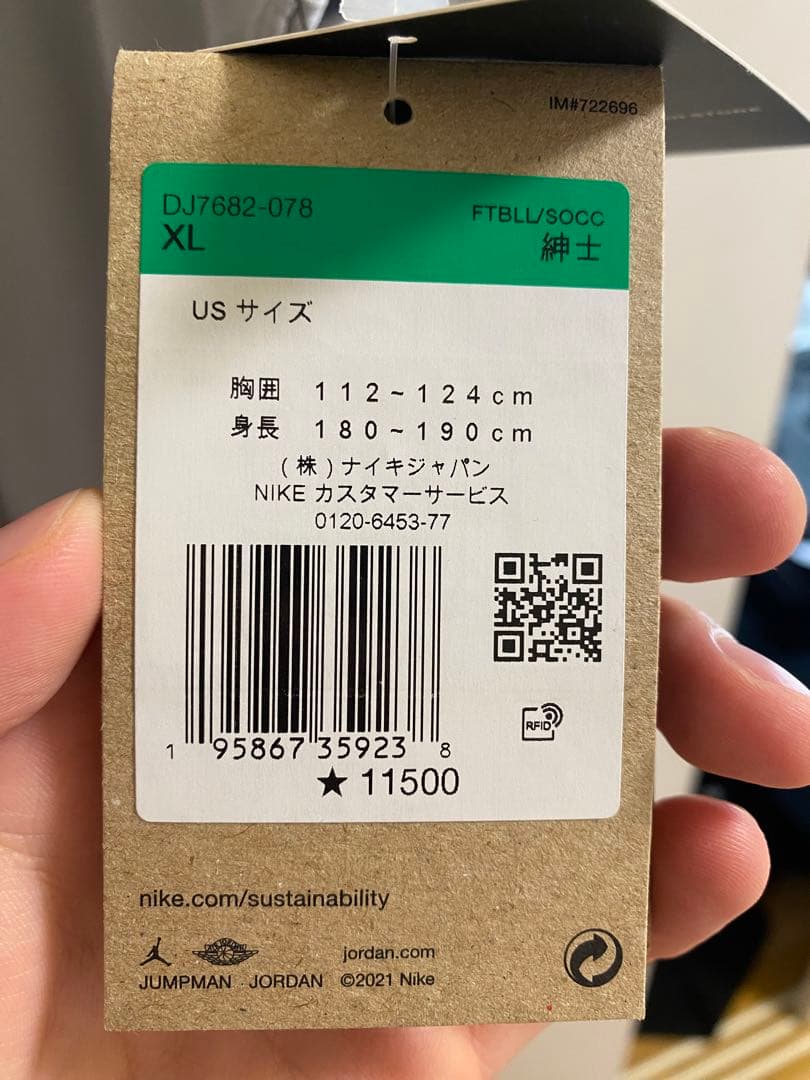 IM#722696
DJ7682-078
XL
FTBLL/SOCC
紳士
US サイズ
胸囲 112~124cm
身長 180~190cm
(株)ナイキジャパン
NIKE カスタマーサービス
0120-6453-77
RFID
1 95867 35923 8
★11500
nike.com/sustainability
jordan.com
JUMPMAN JORDAN ©2021 Nike